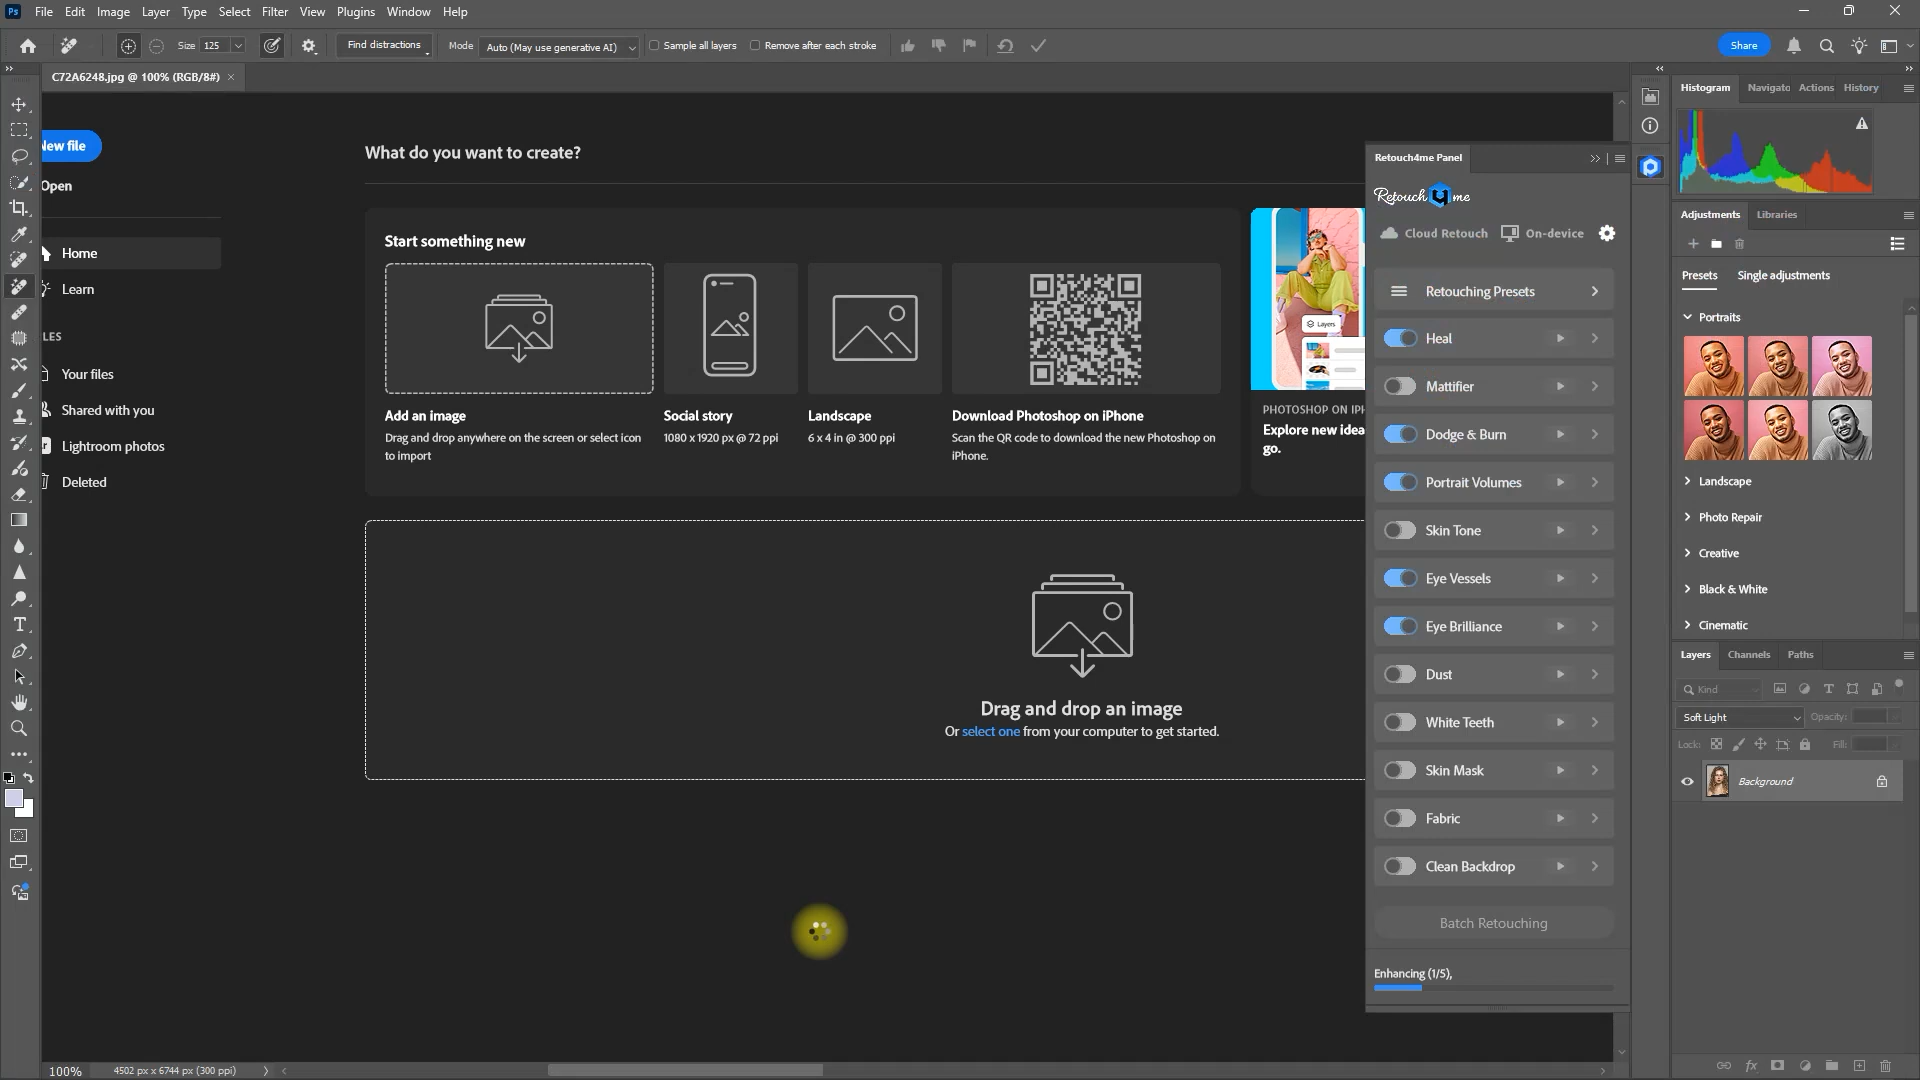 Ps File Edit Image Layer Type Select Filter View Plugins Window Help
Size 125 Find distractions Mode Auto (May use generative AI) Sample all layers Remove after each stroke Share
C72A6248.jpg @ 100% (RGB/8#) ×
New file
Open
Home
Learn
LES
Your files
Shared with you
Lightroom photos
Deleted
What do you want to create?
Start something new
Add an image
Drag and drop anywhere on the screen or select icon
to import
Social story
1080 x 1920 px @ 72 ppi
Landscape
6 x 4 in @ 300 ppi
Download Photoshop on iPhone
Scan the QR code to download the new Photoshop on
iPhone.
Layers
PHOTOSHOP ON IPH
Explore new idea
go.
Drag and drop an image
Or select one from your computer to get started.
Retouch4me Panel
Retouch4me
Cloud Retouch On-device
Retouching Presets
Heal
Mattifier
Dodge & Burn
Portrait Volumes
Skin Tone
Eye Vessels
Eye Brilliance
Dust
White Teeth
Skin Mask
Fabric
Clean Backdrop
Batch Retouching
Enhancing (1/5),
Histogram Navigato Actions History
Adjustments Libraries
Presets Single adjustments
Portraits
Landscape
Photo Repair
Creative
Black & White
Cinematic
Layers Channels Paths
Kind
Soft Light Opacity:
Lock: Fill:
Background
fx
100% 4502 px x 6744 px (300 ppi)